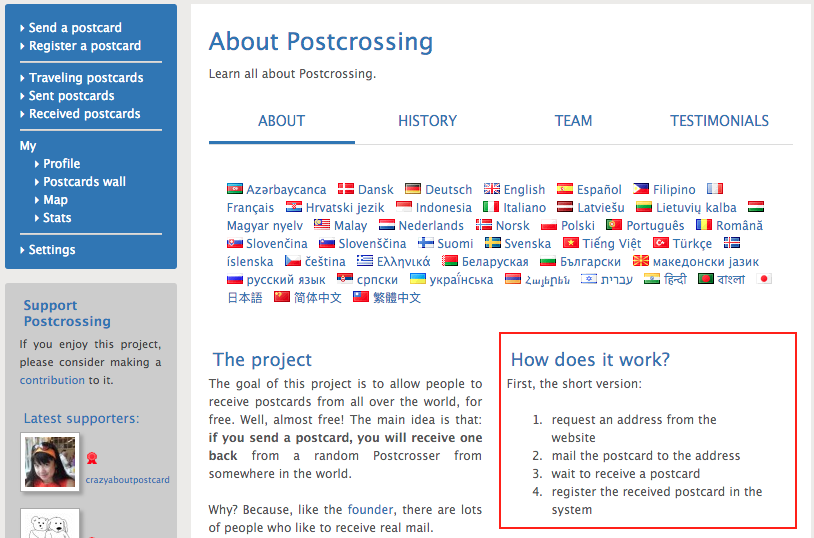 Send a postcard
Register a postcard
Traveling postcards
Sent postcards
Received postcards
My
Profile
Postcards wall
Map
Stats
Settings
Support
Postcrossing
If you enjoy this project,
please consider making a
contribution to it.
Latest supporters:
crazyaboutpostcard
About Postcrossing
Learn all about Postcrossing.
ABOUT HISTORY TEAM TESTIMONIALS
Azərbaycanca Dansk Deutsch English Español Filipino
Français Hrvatski jezik Indonesia Italiano Latviešu Lietuvių kalba
Magyar nyelv Malay Nederlands Norsk Polski Português Română
Slovenčina Slovenščina Suomi Svenska Tiếng Việt Türkçe
íslenska čeština Ελληνικά Беларуская Български македонски јазик
русский язык српски українська Հայերեն עברית हिन्दी বাংলা
日本語 简体中文 繁體中文
The project
The goal of this project is to allow people to
receive postcards from all over the world, for
free. Well, almost free! The main idea is that:
if you send a postcard, you will receive one
back from a random Postcrosser from
somewhere in the world.
Why? Because, like the founder, there are lots
of people who like to receive real mail.
How does it work?
First, the short version:
1. request an address from the
website
2. mail the postcard to the address
3. wait to receive a postcard
4. register the received postcard in the
system